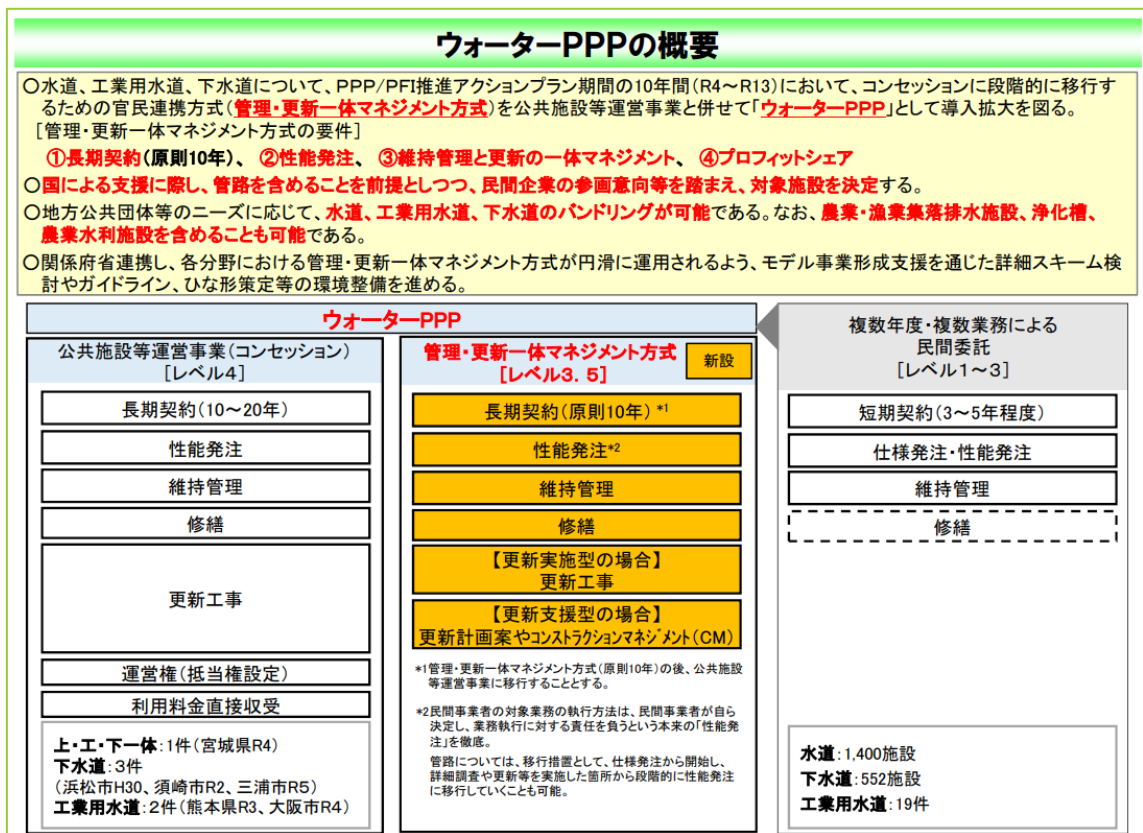 ウォーターPPPの概要
○水道、工業用水道、下水道について、PPP/PFI推進アクションプラン期間の10年間(R4~R13)において、コンセッションに段階的に移行す
るための官民連携方式(管理・更新一体マネジメント方式)を公共施設等運営事業と併せて「ウォーターPPP」として導入拡大を図る。
[管理・更新一体マネジメント方式の要件]
①長期契約(原則10年)、 ②性能発注、 ③維持管理と更新の一体マネジメント、 ④プロフィットシェア
○国による支援に際し、管路を含めることを前提としつつ、民間企業の参画意向等を踏まえ、対象施設を決定する。
○地方公共団体等のニーズに応じて、水道、工業用水道、下水道のバンドリングが可能である。なお、農業・漁業集落排水施設、浄化槽、
農業水利施設を含めることも可能である。
○関係府省連携し、各分野における管理・更新一体マネジメント方式が円滑に運用されるよう、モデル事業形成支援を通じた詳細スキーム検
討やガイドライン、ひな形策定等の環境整備を進める。
ウォーターPPP
公共施設等運営事業(コンセッション)
[レベル4]
長期契約(10~20年)
性能発注
維持管理
修繕
更新工事
運営権(抵当権設定)
利用料金直接収受
上・工・下一体:1件(宮城県R4)
下水道:3件
(浜松市H30、須崎市R2、三浦市R5)
工業用水道:2件(熊本県R3、大阪市R4)
管理・更新一体マネジメント方式
[レベル3.5]
新設
長期契約(原則10年) *1
性能発注*2
維持管理
修繕
【更新実施型の場合】
更新工事
【更新支援型の場合】
更新計画案やコンストラクションマネジメント(CM)
*1管理・更新一体マネジメント方式(原則10年)の後、公共施設
等運営事業に移行することとする。
*2民間事業者の対象業務の執行方法は、民間事業者が自ら
決定し、業務執行に対する責任を負うという本来の「性能発
注」を徹底。
管路については、移行措置として、仕様発注から開始し、
詳細調査や更新等を実施した箇所から段階的に性能発注
に移行していくことも可能。
複数年度・複数業務による
民間委託
[レベル1~3]
短期契約(3~5年程度)
仕様発注・性能発注
維持管理
修繕
水道:1,400施設
下水道:552施設
工業用水道:19件